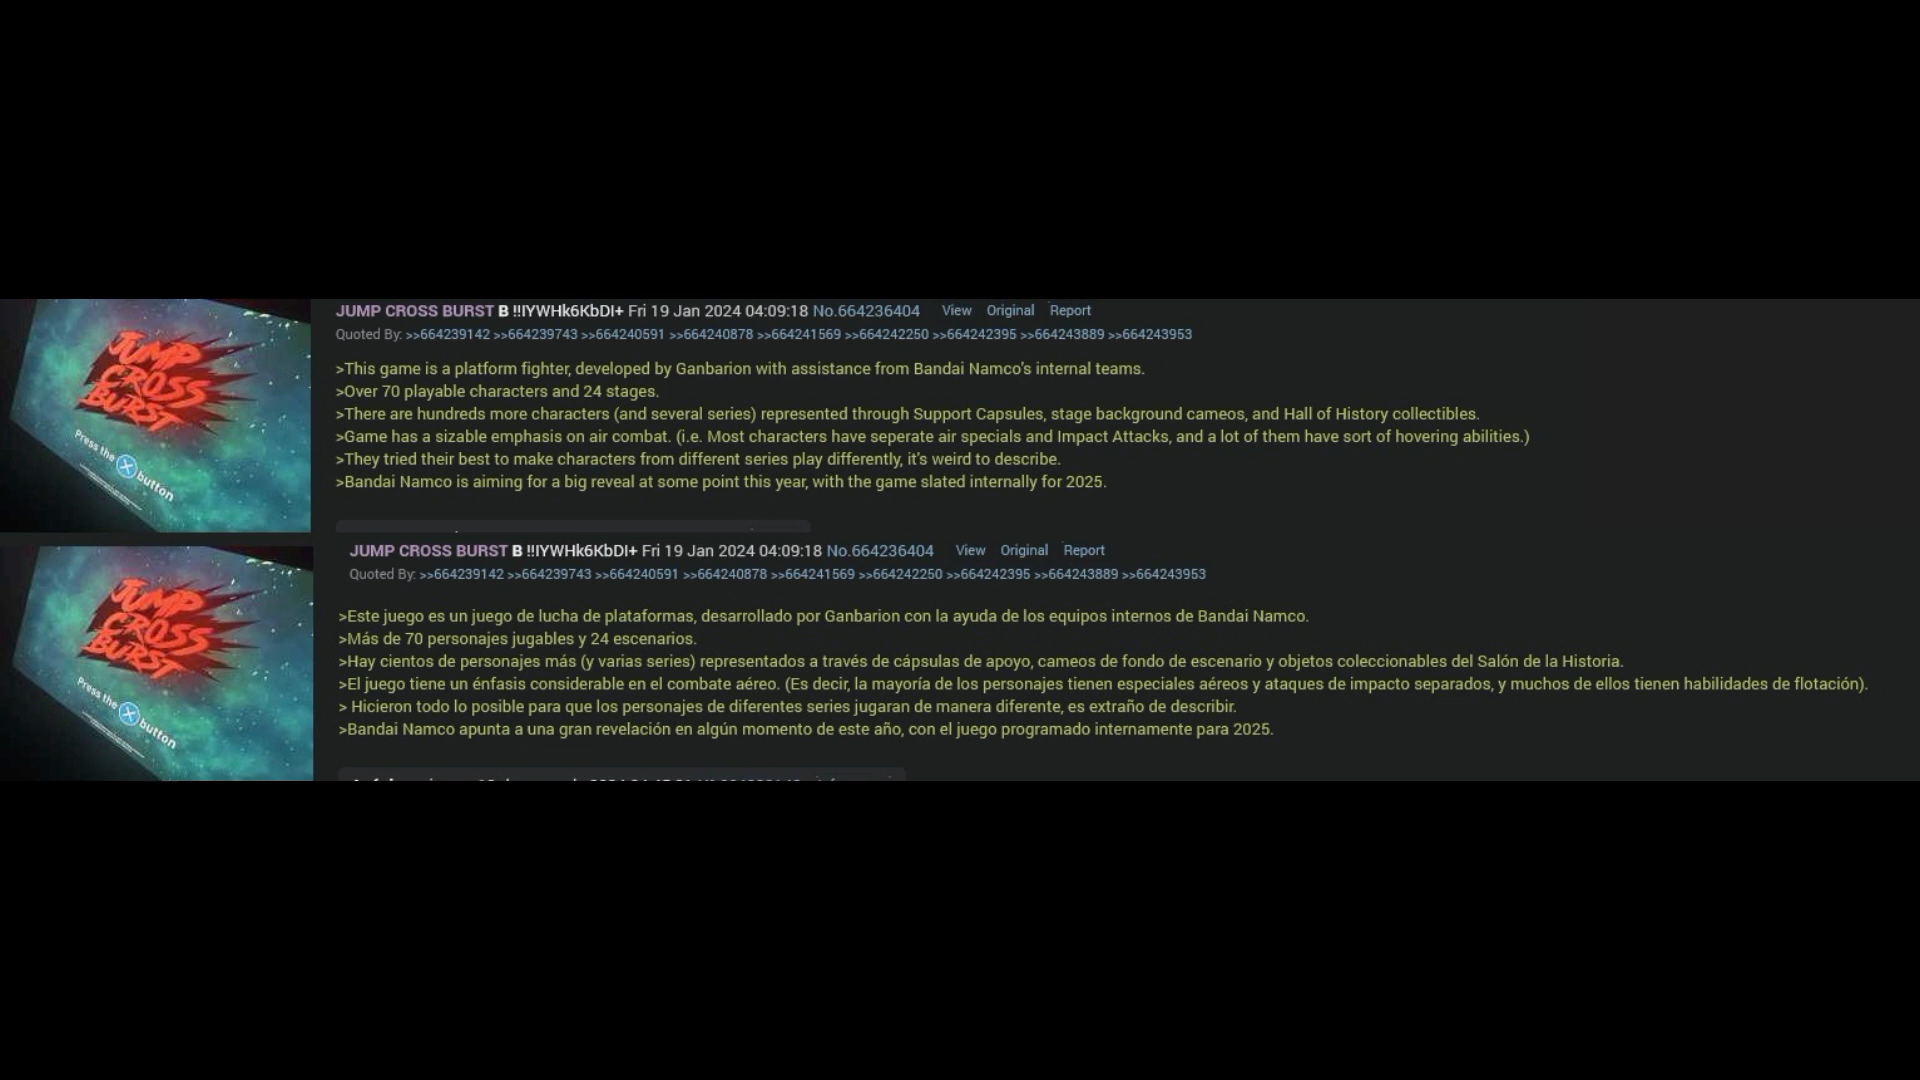 JUMP CROSS BURST B !!IYWHk6KbDI+ Fri 19 Jan 2024 04:09:18 No.664236404 View Original Report
Quoted By: >>664239142 >>664239743 >>664240591 >>664240878 >>664241569 >>664242250 >>664242395 >>664243889 >>664243953
JUMP
CROSS
BURST
Press the X button
>This game is a platform fighter, developed by Ganbarion with assistance from Bandai Namco's internal teams.
>Over 70 playable characters and 24 stages.
>There are hundreds more characters (and several series) represented through Support Capsules, stage background cameos, and Hall of History collectibles.
>Game has a sizable emphasis on air combat. (i.e. Most characters have seperate air specials and Impact Attacks, and a lot of them have sort of hovering abilities.)
>They tried their best to make characters from different series play differently, it's weird to describe.
>Bandai Namco is aiming for a big reveal at some point this year, with the game slated internally for 2025.
JUMP CROSS BURST B !!IYWHk6KbDI+ Fri 19 Jan 2024 04:09:18 No.664236404 View Original Report
Quoted By: >>664239142 >>664239743 >>664240591 >>664240878 >>664241569 >>664242250 >>664242395 >>664243889 >>664243953
JUMP
CROSS
BURST
Press the X button
>Este juego es un juego de lucha de plataformas, desarrollado por Ganbarion con la ayuda de los equipos internos de Bandai Namco.
>Más de 70 personajes jugables y 24 escenarios.
>Hay cientos de personajes más (y varias series) representados a través de cápsulas de apoyo, cameos de fondo de escenario y objetos coleccionables del Salón de la Historia.
>El juego tiene un énfasis considerable en el combate aéreo. (Es decir, la mayoría de los personajes tienen especiales aéreos y ataques de impacto separados, y muchos de ellos tienen habilidades de flotación).
> Hicieron todo lo posible para que los personajes de diferentes series jugaran de manera diferente, es extraño de describir.
>Bandai Namco apunta a una gran revelación en algún momento de este año, con el juego programado internamente para 2025.